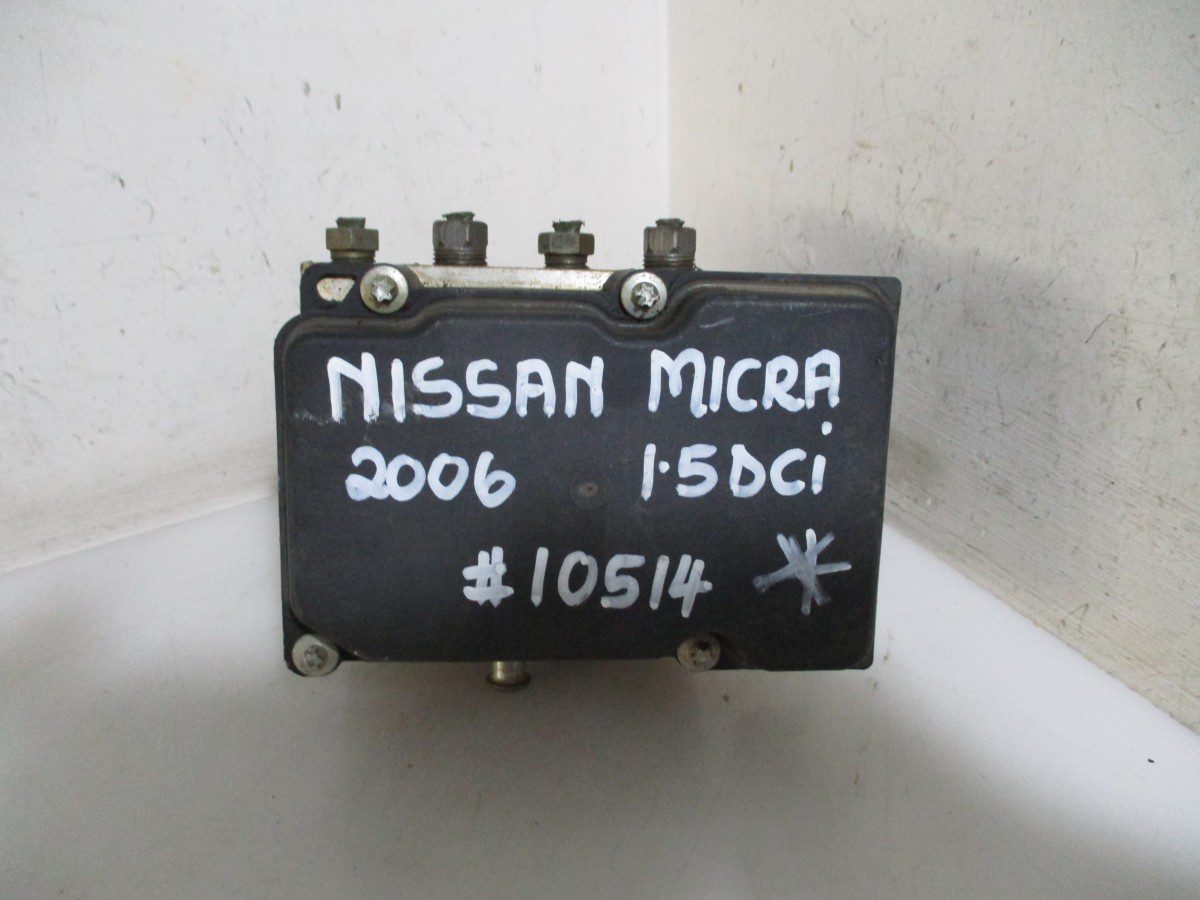 NISSAN MICRA
2006 1.5DCi
#10514 *